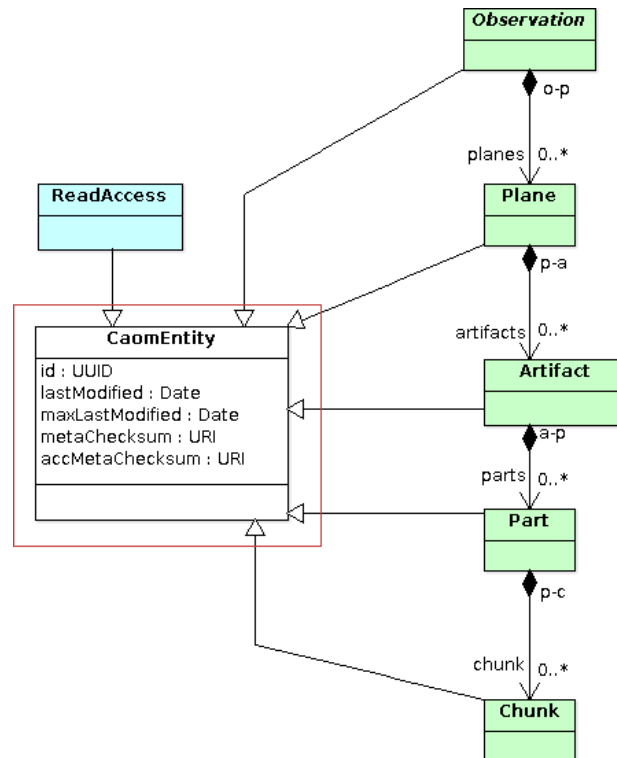 Observation
o-p
planes 0..*
ReadAccess
Plane
p-a
artifacts 0..*
CaomEntity
id : UUID
lastModified : Date
maxLastModified : Date
metaChecksum : URI
accMetaChecksum : URI
Artifact
a-p
parts 0..*
Part
p-c
chunk 0..*
Chunk